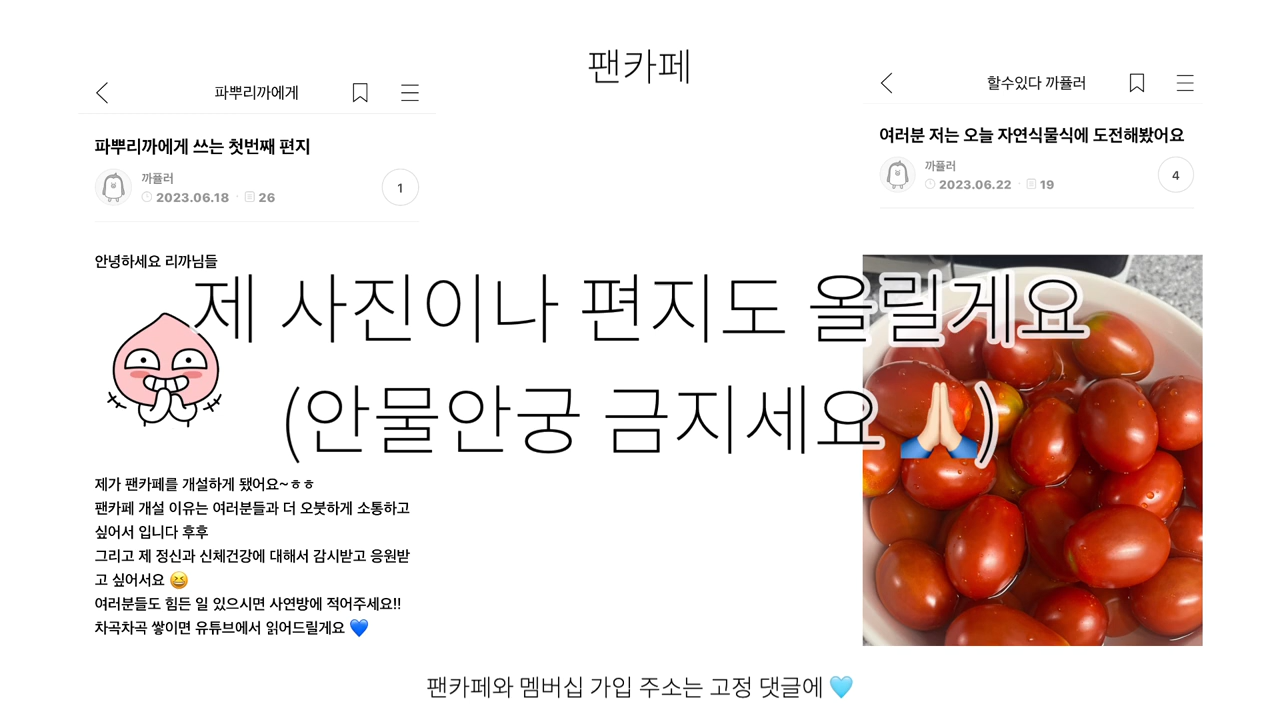 팬카페
파뿌리까에게
파뿌리까에게 쓰는 첫번째 편지
까퓰러
2023.06.18 · 26
1
안녕하세요 리까님들
제가 팬카페를 개설하게 됐어요~ㅎㅎ
팬카페 개설 이유는 여러분들과 더 오붓하게 소통하고
싶어서 입니다 후후
그리고 제 정신과 신체건강에 대해서 감시받고 응원받
고 싶어서요 😆
여러분들도 힘든 일 있으시면 사연방에 적어주세요!!
차곡차곡 쌓이면 유튜브에서 읽어드릴게요 💙
할수있다 까퓰러
여러분 저는 오늘 자연식물식에 도전해봤어요
까퓰러
2023.06.22 · 19
4
제 사진이나 편지도 올릴게요
(안물안궁 금지세요 🙏🏻)
팬카페와 멤버십 가입 주소는 고정 댓글에 🩵